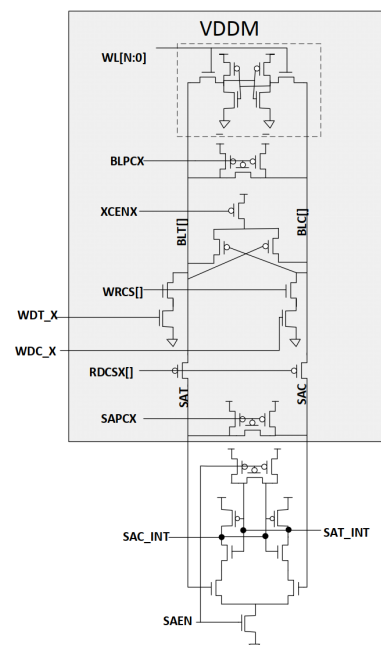 VDDM
WL[N:0]
BLPCX
XCENX
BLT[]
BLC[]
WRCS[]
WDT_X
WDC_X
RDCSX[]
SAT
SAC
SAPCX
SAC_INT
SAT_INT
SAEN